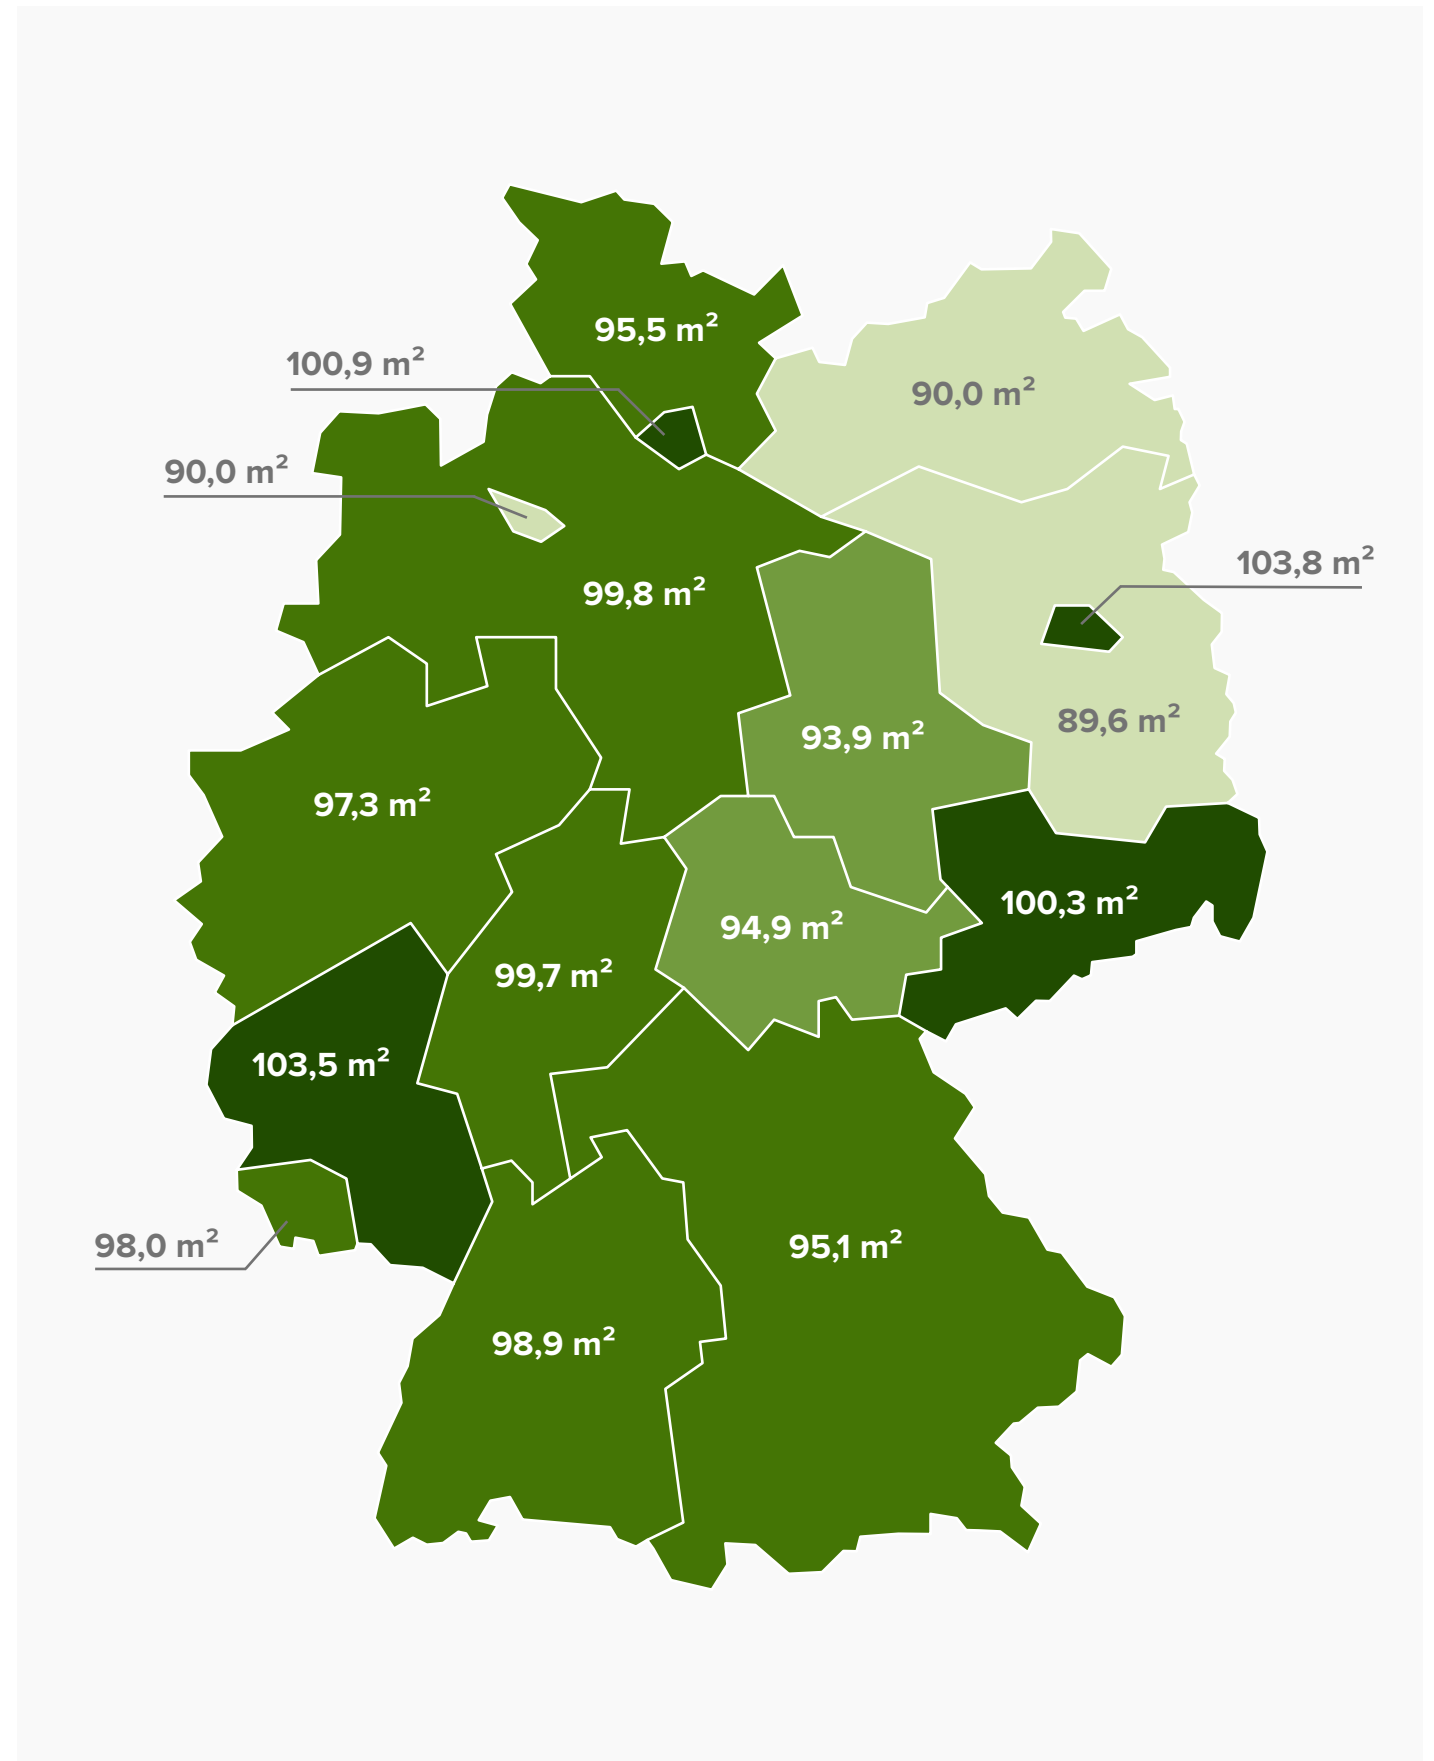 95,5 m²
100,9 m²
90,0 m²
90,0 m²
103,8 m²
99,8 m²
89,6 m²
93,9 m²
97,3 m²
100,3 m²
94,9 m²
99,7 m²
103,5 m²
98,0 m²
95,1 m²
98,9 m²